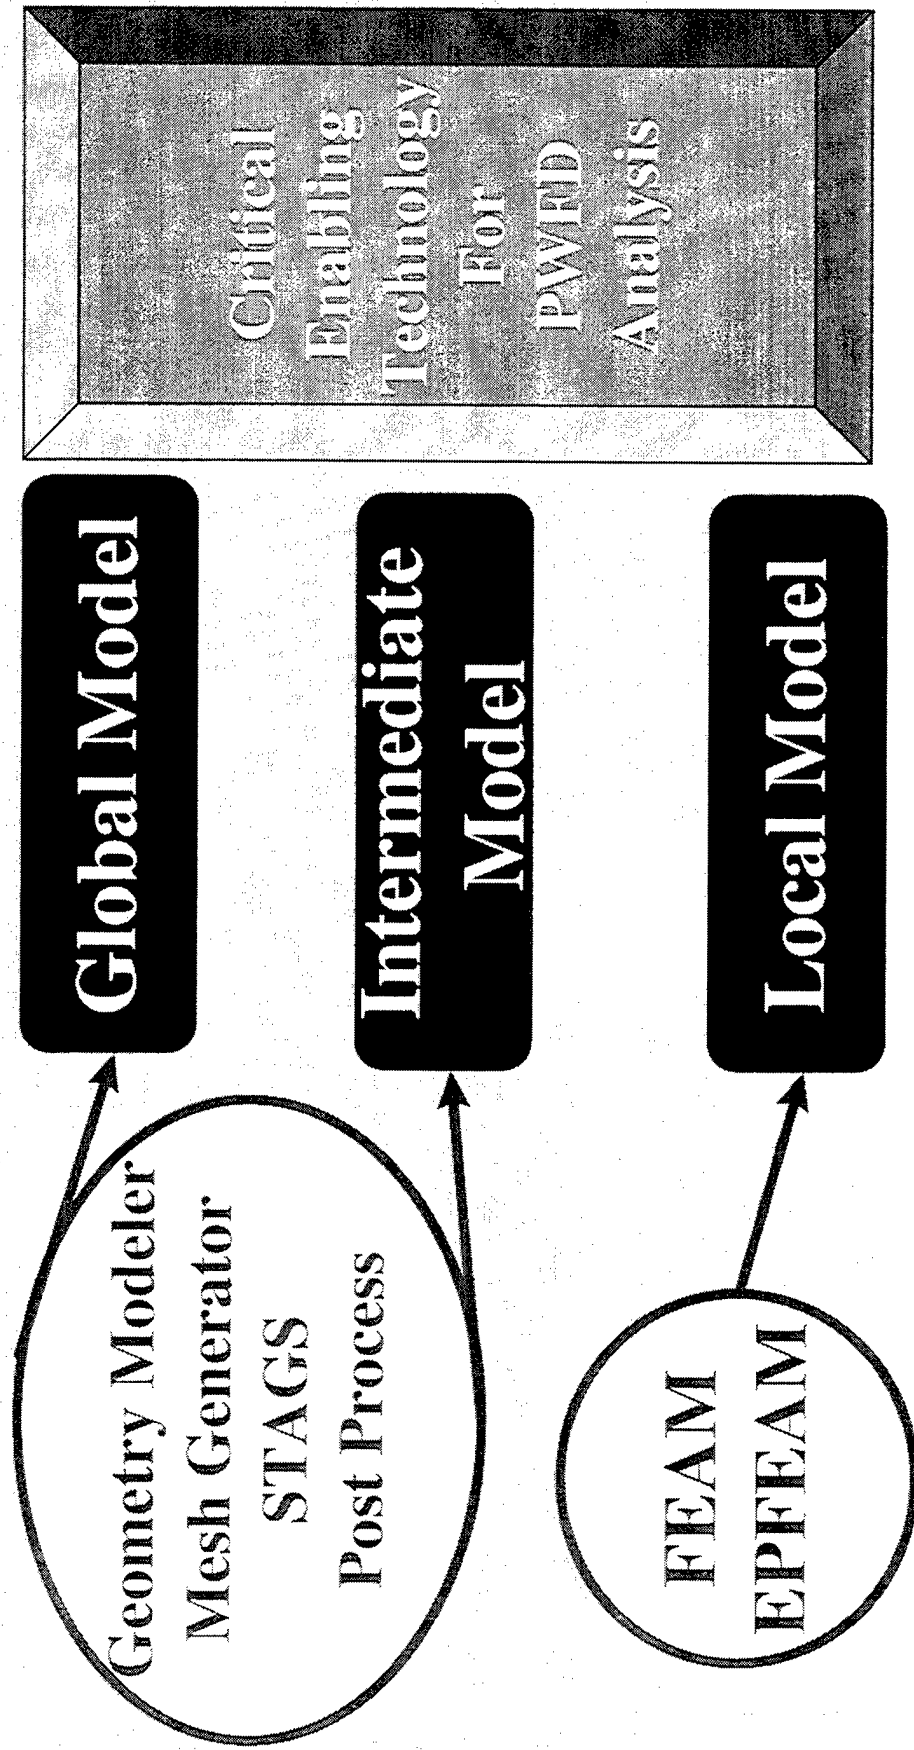 Geometry Modeler
Mesh Generator
STAGS
Post Process
FEAM
EPFEAM
Global Model
Intermediate
Model
Local Model
Critical
Enabling
Technology
For
PWFD
Analysis